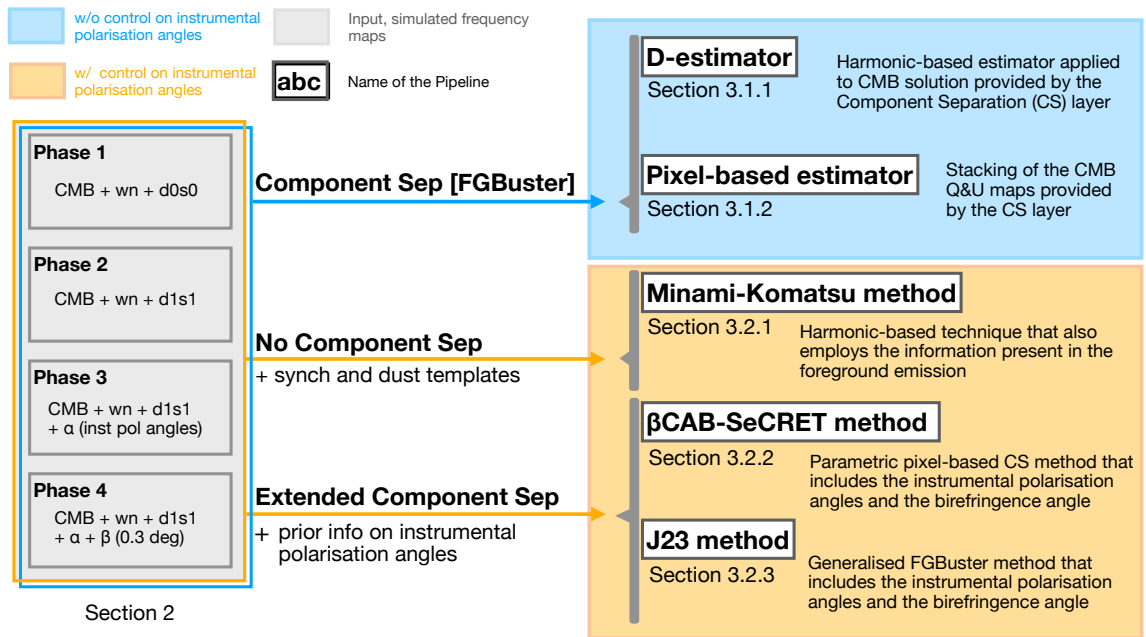 w/o control on instrumental
polarisation angles
Input, simulated frequency
maps
w/ control on instrumental
polarisation angles
abc
Name of the Pipeline
Phase 1
CMB + wn + d0s0
Phase 2
CMB + wn + d1s1
Phase 3
CMB + wn + d1s1
+ α (inst pol angles)
Phase 4
CMB + wn + d1s1
+ α + β (0.3 deg)
Section 2
Component Sep [FGBuster]
No Component Sep
+ synch and dust templates
Extended Component Sep
+ prior info on instrumental
polarisation angles
D-estimator
Section 3.1.1
Harmonic-based estimator applied
to CMB solution provided by the
Component Separation (CS) layer
Pixel-based estimator
Section 3.1.2
Stacking of the CMB
Q&U maps provided
by the CS layer
Minami-Komatsu method
Section 3.2.1
Harmonic-based technique that also
employs the information present in the
foreground emission
βCAB-SeCRET method
Section 3.2.2
Parametric pixel-based CS method that
includes the instrumental polarisation
angles and the birefringence angle
J23 method
Section 3.2.3
Generalised FGBuster method that
includes the instrumental polarisation
angles and the birefringence angle